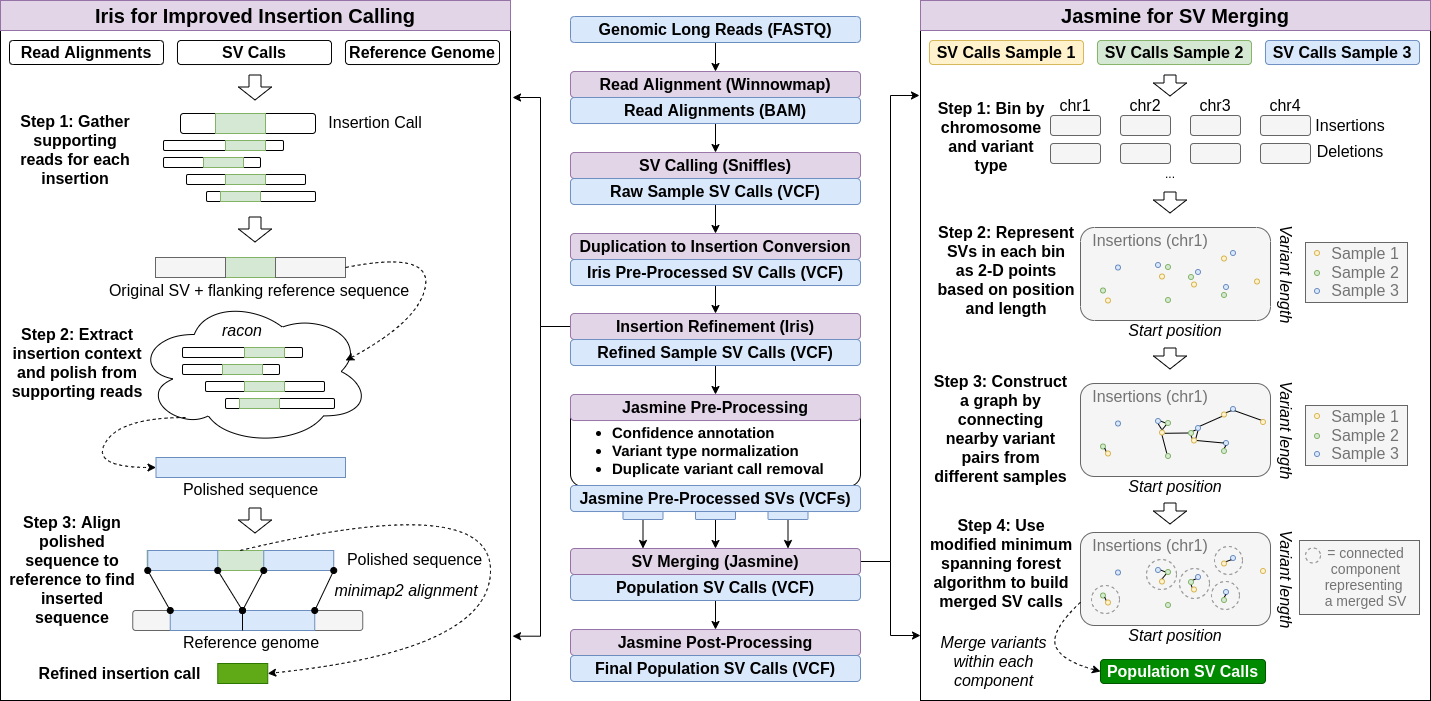 Iris for Improved Insertion Calling
Read Alignments
SV Calls
Reference Genome
Step 1: Gather
supporting
reads for each
insertion
Insertion Call
Original SV + flanking reference sequence
racon
Step 2: Extract
insertion context
and polish from
supporting reads
Polished sequence
Step 3: Align
polished
sequence to
reference to find
inserted
sequence
Polished sequence
minimap2 alignment
Reference genome
Refined insertion call
Genomic Long Reads (FASTQ)
Read Alignment (Winnowmap)
Read Alignments (BAM)
SV Calling (Sniffles)
Raw Sample SV Calls (VCF)
Duplication to Insertion Conversion
Iris Pre-Processed SV Calls (VCF)
Insertion Refinement (Iris)
Refined Sample SV Calls (VCF)
Jasmine Pre-Processing
• Confidence annotation
• Variant type normalization
• Duplicate variant call removal
Jasmine Pre-Processed SVs (VCFs)
SV Merging (Jasmine)
Population SV Calls (VCF)
Jasmine Post-Processing
Final Population SV Calls (VCF)
Jasmine for SV Merging
SV Calls Sample 1
SV Calls Sample 2
SV Calls Sample 3
Step 1: Bin by
chromosome
and variant
type
chr1
chr2
chr3
chr4
Insertions
Deletions
...
Step 2: Represent
SVs in each bin
as 2-D points
based on position
and length
Insertions (chr1)
Variant length
Start position
Sample 1
Sample 2
Sample 3
Step 3: Construct
a graph by
connecting
nearby variant
pairs from
different samples
Insertions (chr1)
Variant length
Start position
Sample 1
Sample 2
Sample 3
Step 4: Use
modified minimum
spanning forest
algorithm to build
merged SV calls
Insertions (chr1)
Variant length
Start position
= connected
component
representing
a merged SV
Merge variants
within each
component
Population SV Calls